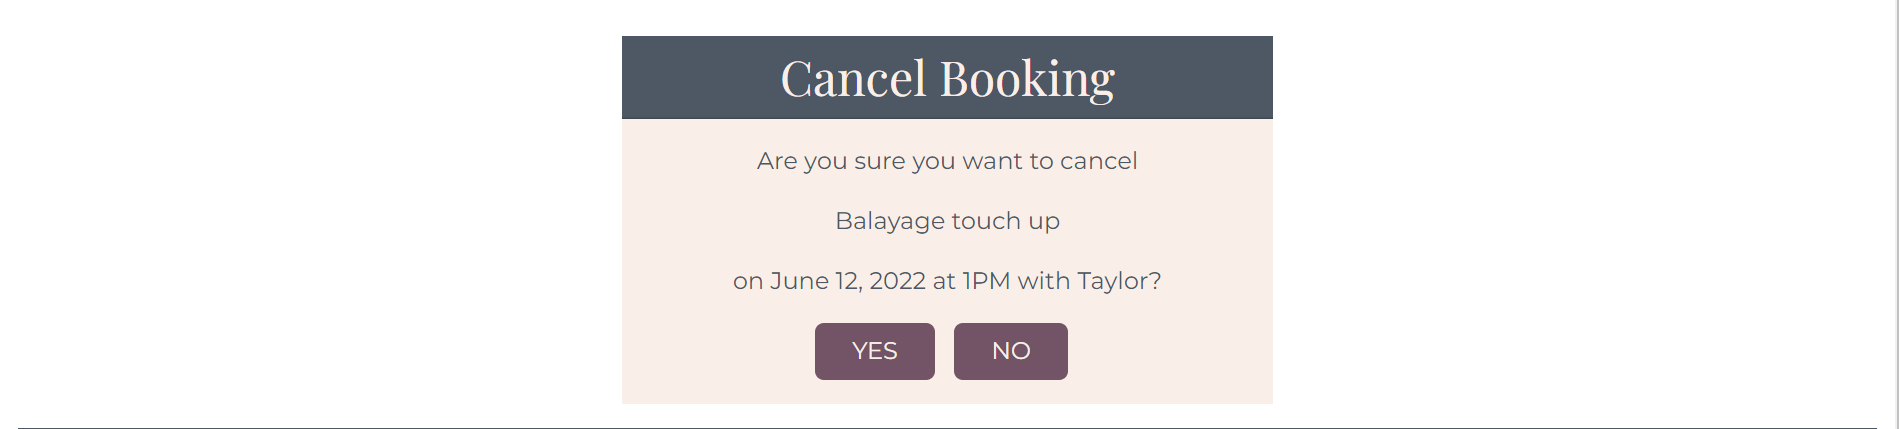 Cancel Booking
Are you sure you want to cancel
Balayage touch up
on June 12, 2022 at 1PM with Taylor?
YES NO